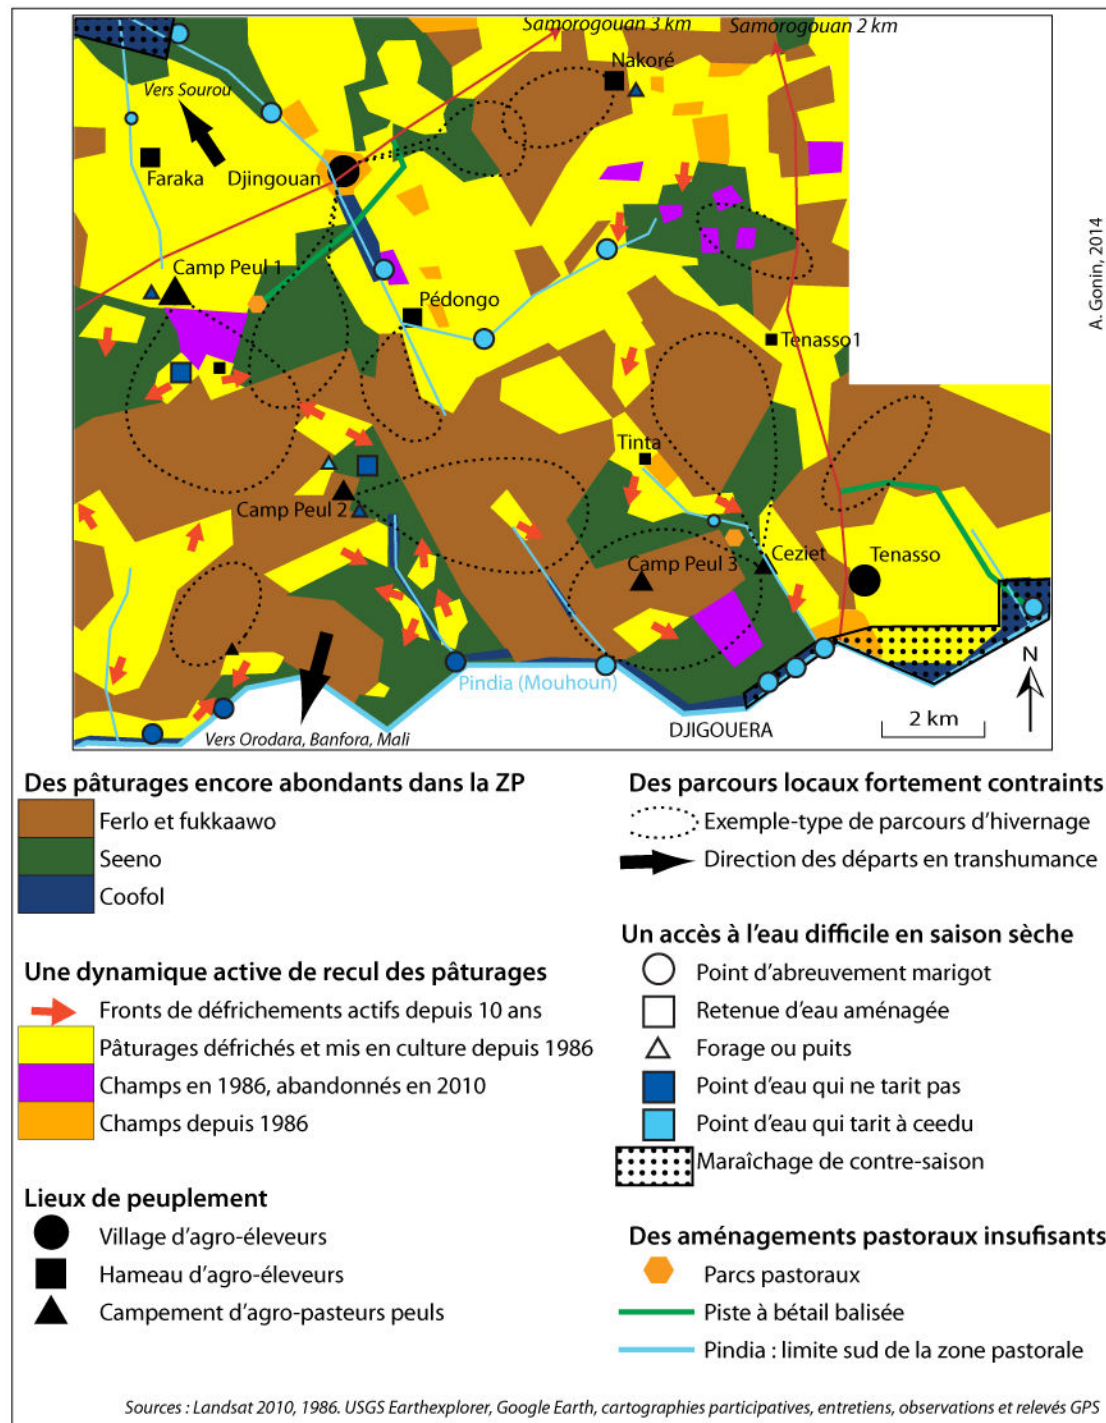 Samorogouan 3 km
Samorogouan 2 km
Nakoré
Vers Sourou
Faraka
Djingouan
Camp Peul 1
Pédongo
Tenasso1
Tinta
Camp Peul 2
Camp Peul 3
Ceziet
Tenasso
Pindia (Mouhoun)
N
2 km
DJIGOUERA
Vers Orodara, Banfora, Mali
A. Gonin, 2014
Des pâturages encore abondants dans la ZP
Ferlo et fukkaawo
Seeno
Coofol
Une dynamique active de recul des pâturages
Fronts de défrichements actifs depuis 10 ans
Pâturages défrichés et mis en culture depuis 1986
Champs en 1986, abandonnés en 2010
Champs depuis 1986
Lieux de peuplement
Village d'agro-éleveurs
Hameau d'agro-éleveurs
Campement d'agro-pasteurs peuls
Des parcours locaux fortement contraints
Exemple-type de parcours d'hivernage
Direction des départs en transhumance
Un accès à l'eau difficile en saison sèche
Point d'abreuvement marigot
Retenue d'eau aménagée
Forage ou puits
Point d'eau qui ne tarit pas
Point d'eau qui tarit à ceedu
Maraîchage de contre-saison
Des aménagements pastoraux insufisants
Parcs pastoraux
Piste à bétail balisée
Pindia : limite sud de la zone pastorale
Sources : Landsat 2010, 1986. USGS Earthexplorer, Google Earth, cartographies participatives, entretiens, observations et relevés GPS